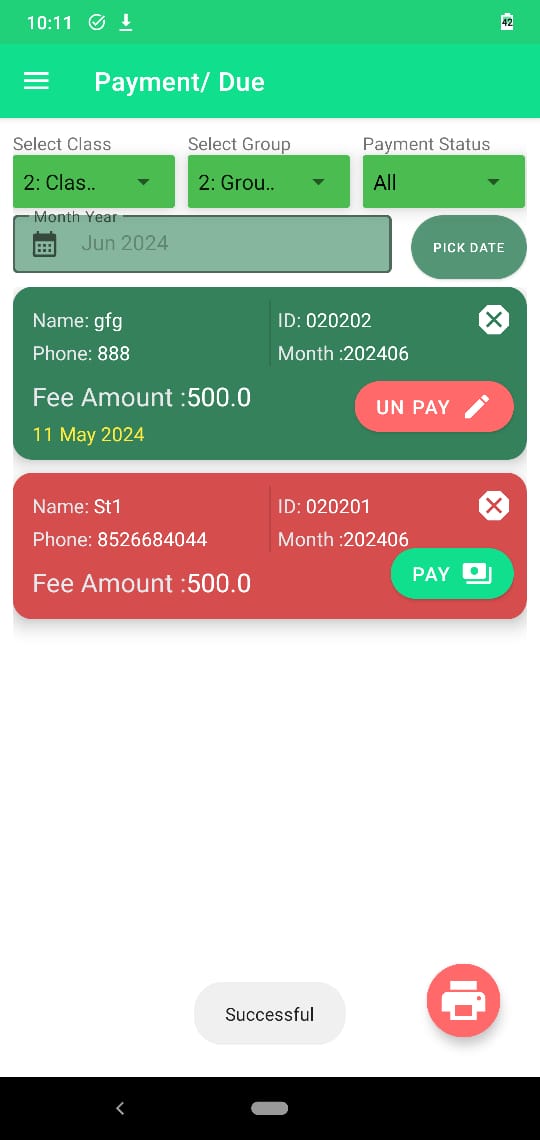 10:11
42
Payment/ Due
Select Class
Select Group
Payment Status
2: Clas..
2: Grou..
All
Month Year
Jun 2024
PICK DATE
Name: gfg
ID: 020202
Phone: 888
Month :202406
Fee Amount :500.0
UN PAY
11 May 2024
Name: St1
ID: 020201
Phone: 8526684044
Month :202406
Fee Amount :500.0
PAY
Successful